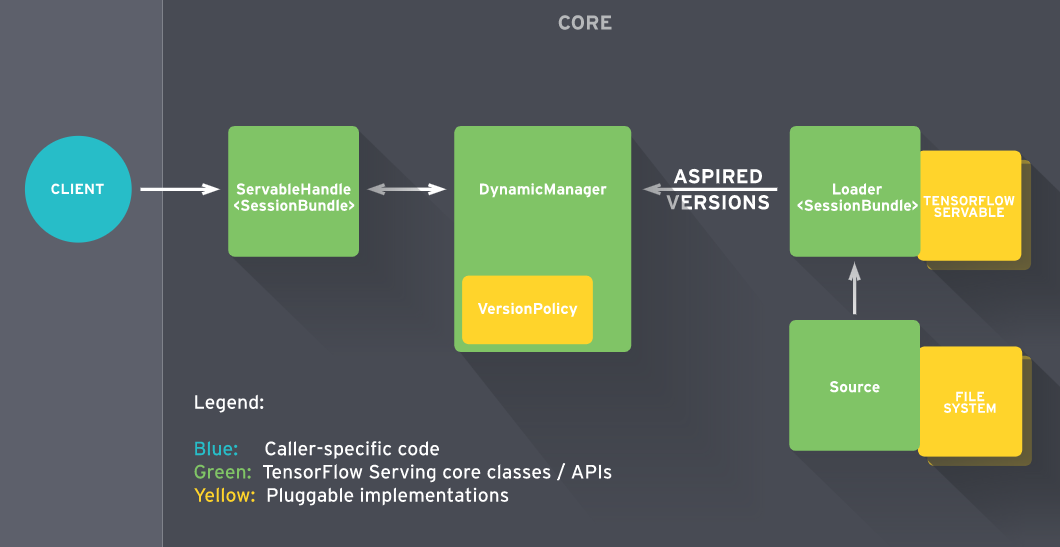 CORE
CLIENT
ServableHandle
<SessionBundle>
DynamicManager
VersionPolicy
ASPIRED
VERSIONS
Loader
<SessionBundle>
TENSORFLOW
SERVABLE
Source
FILE
SYSTEM
Legend:
Blue: Caller-specific code
Green: TensorFlow Serving core classes / APIs
Yellow: Pluggable implementations